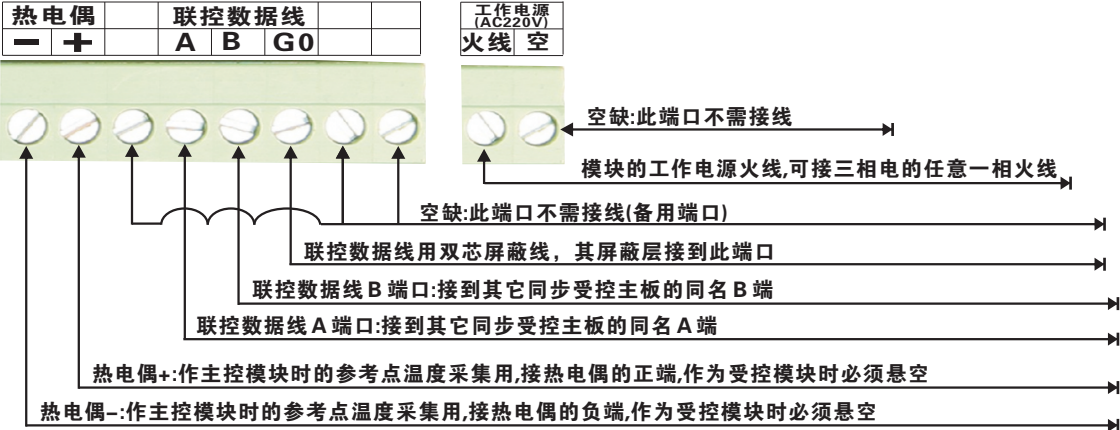 热电偶
联控数据线
工作电源
(AC220V)
− +
A B G0
火线 空
空缺:此端口不需接线
模块的工作电源火线,可接三相电的任意一相火线
空缺:此端口不需接线(备用端口)
联控数据线用双芯屏蔽线，其屏蔽层接到此端口
联控数据线B端口:接到其它同步受控主板的同名B端
联控数据线A端口:接到其它同步受控主板的同名A端
热电偶+:作主控模块时的参考点温度采集用,接热电偶的正端,作为受控模块时必须悬空
热电偶−:作主控模块时的参考点温度采集用,接热电偶的负端,作为受控模块时必须悬空